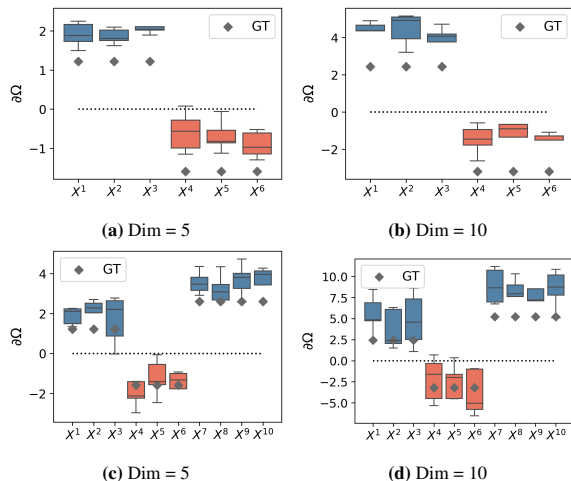 GT
∂Ω
2
1
0
−1
X¹ X² X³ X⁴ X⁵ X⁶
(a) Dim = 5
GT
∂Ω
4
2
0
−2
X¹ X² X³ X⁴ X⁵ X⁶
(b) Dim = 10
GT
∂Ω
4
2
0
−2
X¹ X² X³ X⁴ X⁵ X⁶ X⁷ X⁸ X⁹ X¹⁰
(c) Dim = 5
GT
∂Ω
10.0
7.5
5.0
2.5
0.0
−2.5
−5.0
X¹ X² X³ X⁴ X⁵ X⁶ X⁷ X⁸ X⁹ X¹⁰
(d) Dim = 10